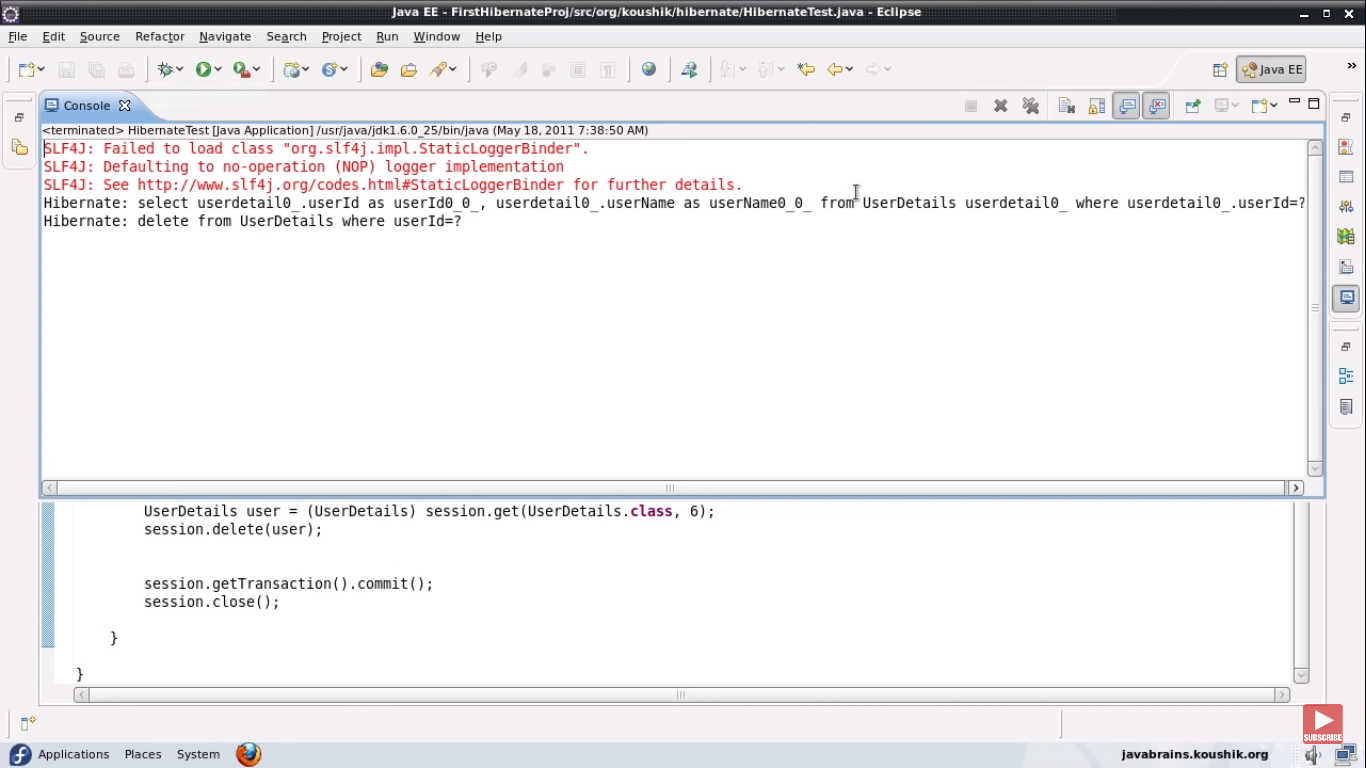 Java EE - FirstHibernateProj/src/org/koushik/hibernate/HibernateTest.java - Eclipse
File Edit Source Refactor Navigate Search Project Run Window Help
Java EE
Console
<terminated> HibernateTest [Java Application] /usr/java/jdk1.6.0_25/bin/java (May 18, 2011 7:38:50 AM)
SLF4J: Failed to load class "org.slf4j.impl.StaticLoggerBinder".
SLF4J: Defaulting to no-operation (NOP) logger implementation
SLF4J: See http://www.slf4j.org/codes.html#StaticLoggerBinder for further details.
Hibernate: select userdetail0_.userId as userId0_0_, userdetail0_.userName as userName0_0_ from UserDetails userdetail0_ where userdetail0_.userId=?
Hibernate: delete from UserDetails where userId=?
UserDetails user = (UserDetails) session.get(UserDetails.class, 6);
session.delete(user);
session.getTransaction().commit();
session.close();
}
}
SUBSCRIBE
Applications Places System
javabrains.koushik.org